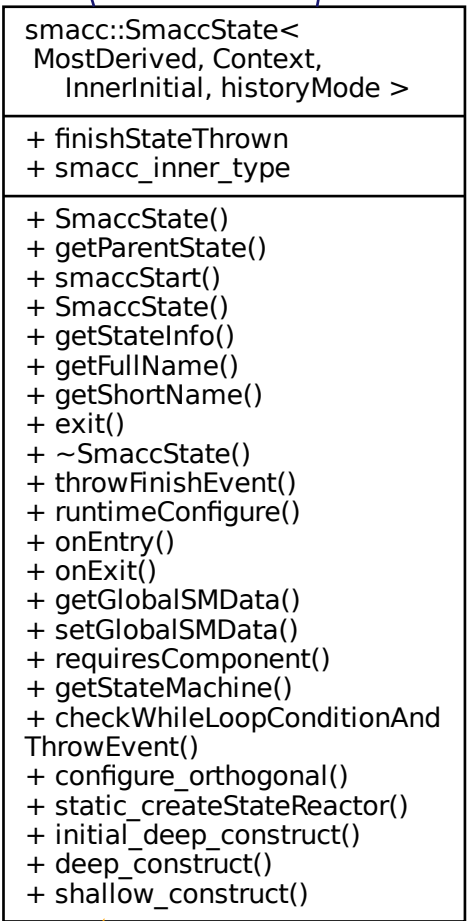 smacc::SmaccState<
MostDerived, Context,
InnerInitial, historyMode >
+ finishStateThrown
+ smacc_inner_type
+ SmaccState()
+ getParentState()
+ smaccStart()
+ SmaccState()
+ getStateInfo()
+ getFullName()
+ getShortName()
+ exit()
+ ~SmaccState()
+ throwFinishEvent()
+ runtimeConfigure()
+ onEntry()
+ onExit()
+ getGlobalSMData()
+ setGlobalSMData()
+ requiresComponent()
+ getStateMachine()
+ checkWhileLoopConditionAnd
ThrowEvent()
+ configure_orthogonal()
+ static_createStateReactor()
+ initial_deep_construct()
+ deep_construct()
+ shallow_construct()